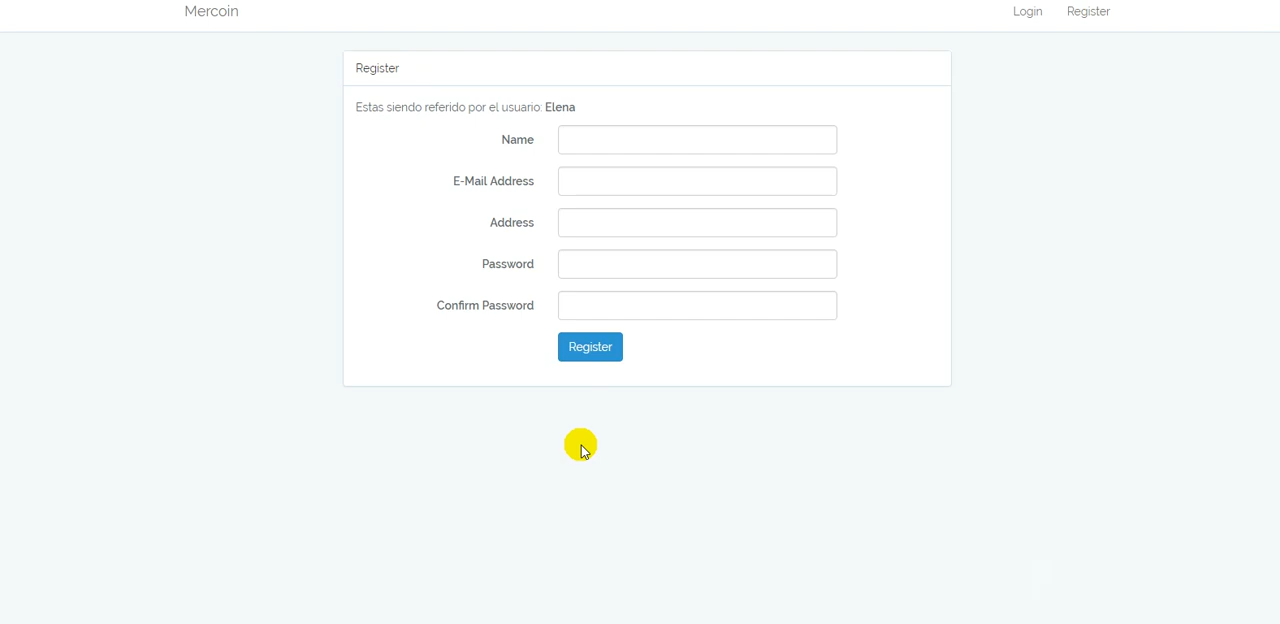 Mercoin Login Register
Register
Estas siendo referido por el usuario: Elena
Name
E-Mail Address
Address
Password
Confirm Password
Register